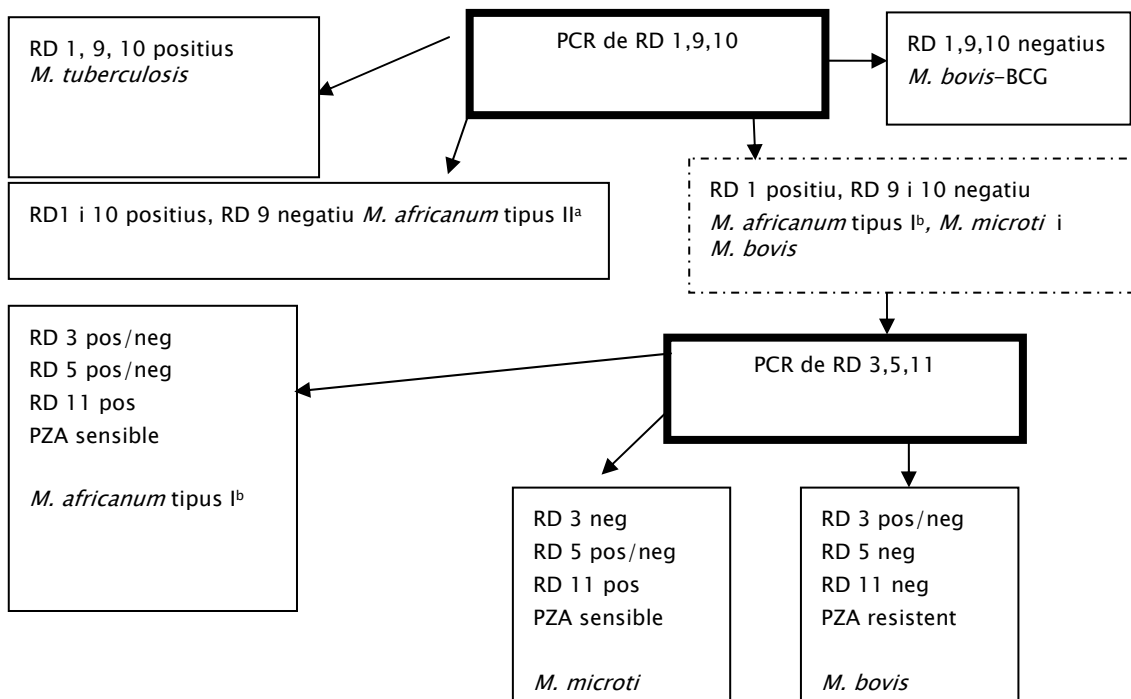 PCR de RD 1,9,10
RD 1, 9, 10 positius
M. tuberculosis
RD 1,9,10 negatius
M. bovis-BCG
RD1 i 10 positius, RD 9 negatiu M. africanum tipus IIᵃ
RD 1 positiu, RD 9 i 10 negatiu
M. africanum tipus Iᵇ, M. microti i
M. bovis
PCR de RD 3,5,11
RD 3 pos/neg
RD 5 pos/neg
RD 11 pos
PZA sensible
M. africanum tipus Iᵇ
RD 3 neg
RD 5 pos/neg
RD 11 pos
PZA sensible
M. microti
RD 3 pos/neg
RD 5 neg
RD 11 neg
PZA resistent
M. bovis